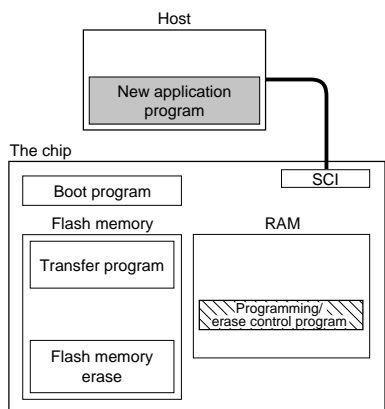 Host
New application
program
The chip
SCI
Boot program
Flash memory
RAM
Transfer program
Programming/
erase control program
Flash memory
erase